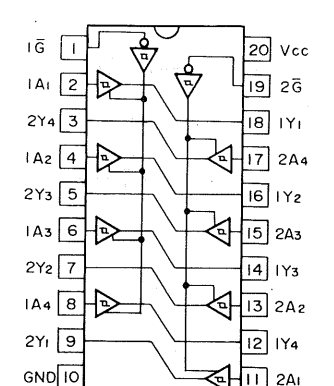 1G̅ 1 20 Vcc
1A1 2 19 2G̅
2Y4 3 18 1Y1
1A2 4 17 2A4
2Y3 5 16 1Y2
1A3 6 15 2A3
2Y2 7 14 1Y3
1A4 8 13 2A2
2Y1 9 12 1Y4
GND 10 11 2A1